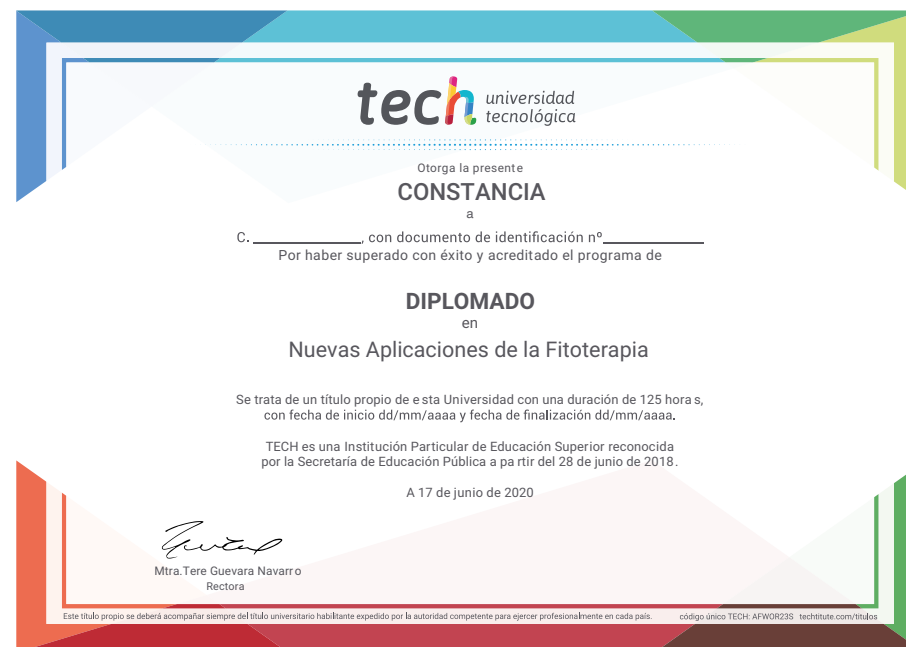 tech universidad
tecnológica
Otorga la presente
CONSTANCIA
a
C. ____________, con documento de identificación nº____________
Por haber superado con éxito y acreditado el programa de
DIPLOMADO
en
Nuevas Aplicaciones de la Fitoterapia
Se trata de un título propio de esta Universidad con una duración de 125 horas,
con fecha de inicio dd/mm/aaaa y fecha de finalización dd/mm/aaaa.
TECH es una Institución Particular de Educación Superior reconocida
por la Secretaría de Educación Pública a partir del 28 de junio de 2018.
A 17 de junio de 2020
Mtra.Tere Guevara Navarro
Rectora
Este título propio se deberá acompañar siempre del título universitario habilitante expedido por la autoridad competente para ejercer profesionalmente en cada país. código único TECH: AFWOR23S techtitute.com/titulos